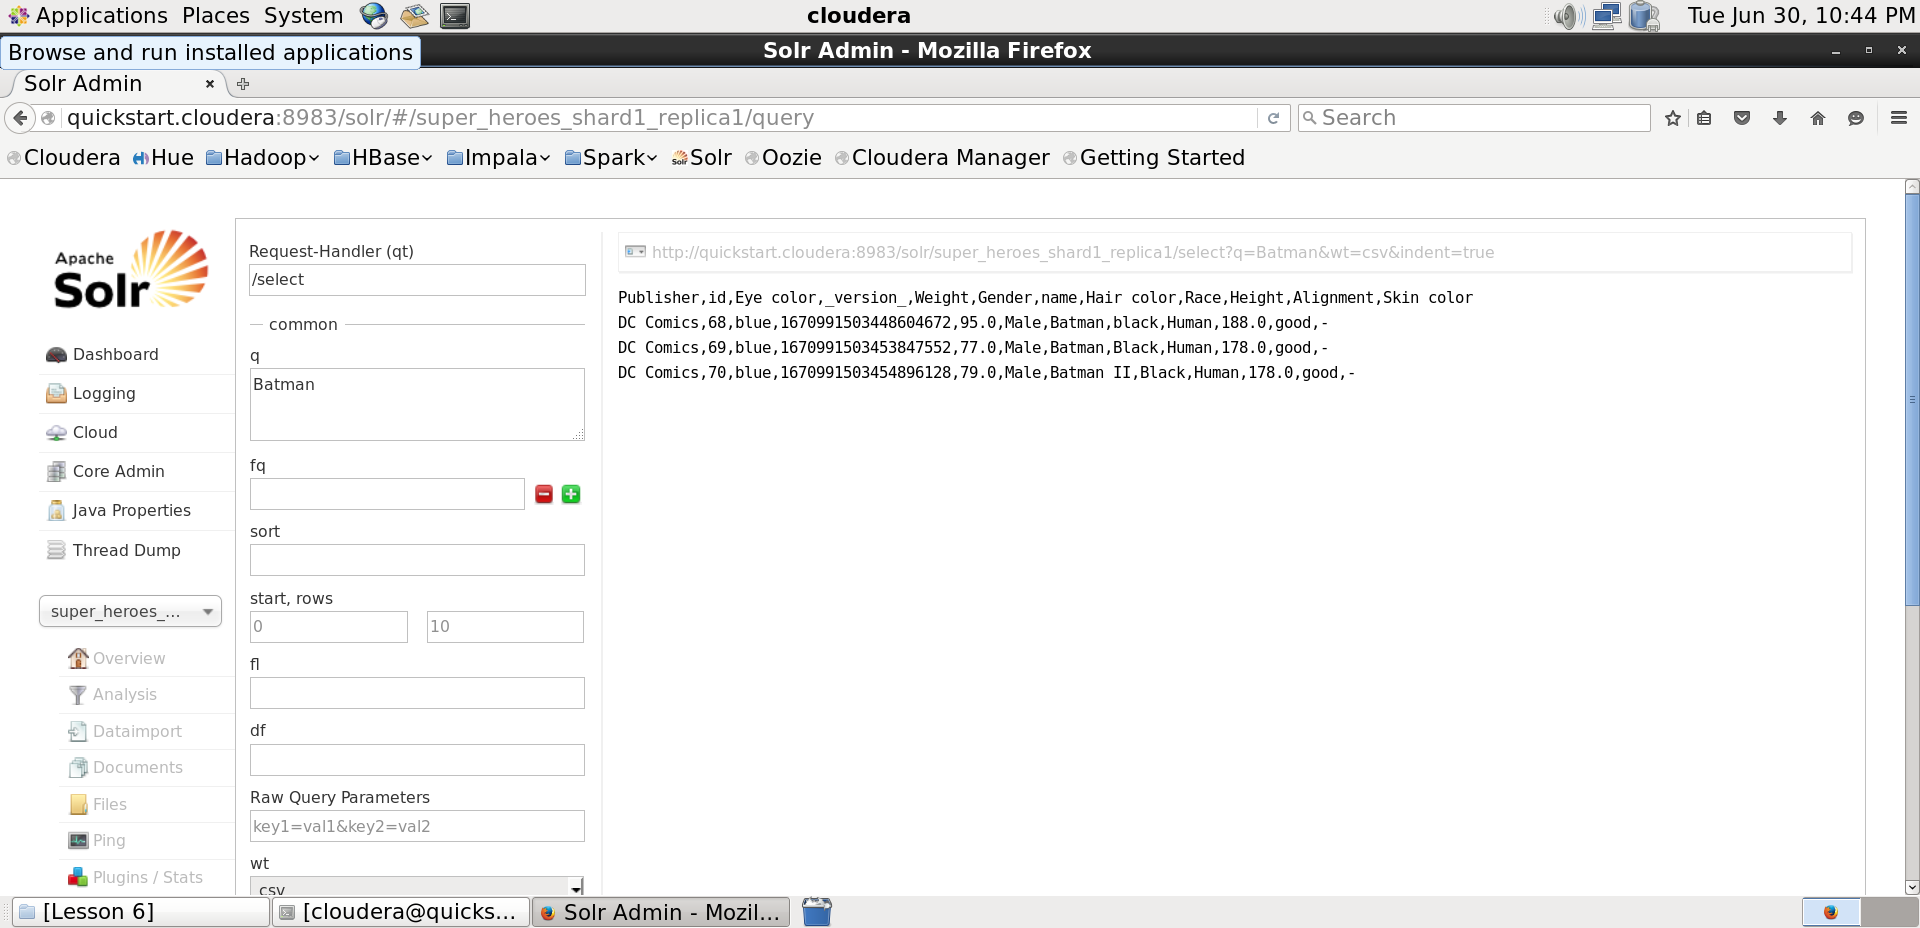 Applications Places System
cloudera
Tue Jun 30, 10:44 PM
Browse and run installed applications
Solr Admin - Mozilla Firefox
Solr Admin
quickstart.cloudera:8983/solr/#/super_heroes_shard1_replica1/query
Search
Cloudera Hue Hadoop HBase Impala Spark Solr Oozie Cloudera Manager Getting Started
Apache
Solr
Dashboard
Logging
Cloud
Core Admin
Java Properties
Thread Dump
super_heroes_...
Overview
Analysis
Dataimport
Documents
Files
Ping
Plugins / Stats
Request-Handler (qt)
/select
common
q
Batman
fq
sort
start, rows
0 10
fl
df
Raw Query Parameters
key1=val1&key2=val2
wt
csv
http://quickstart.cloudera:8983/solr/super_heroes_shard1_replica1/select?q=Batman&wt=csv&indent=true
Publisher,id,Eye color,_version_,Weight,Gender,name,Hair color,Race,Height,Alignment,Skin color
DC Comics,68,blue,1670991503448604672,95.0,Male,Batman,black,Human,188.0,good,-
DC Comics,69,blue,1670991503453847552,77.0,Male,Batman,Black,Human,178.0,good,-
DC Comics,70,blue,1670991503454896128,79.0,Male,Batman II,Black,Human,178.0,good,-
[Lesson 6]
[cloudera@quicks...
Solr Admin - Mozil...